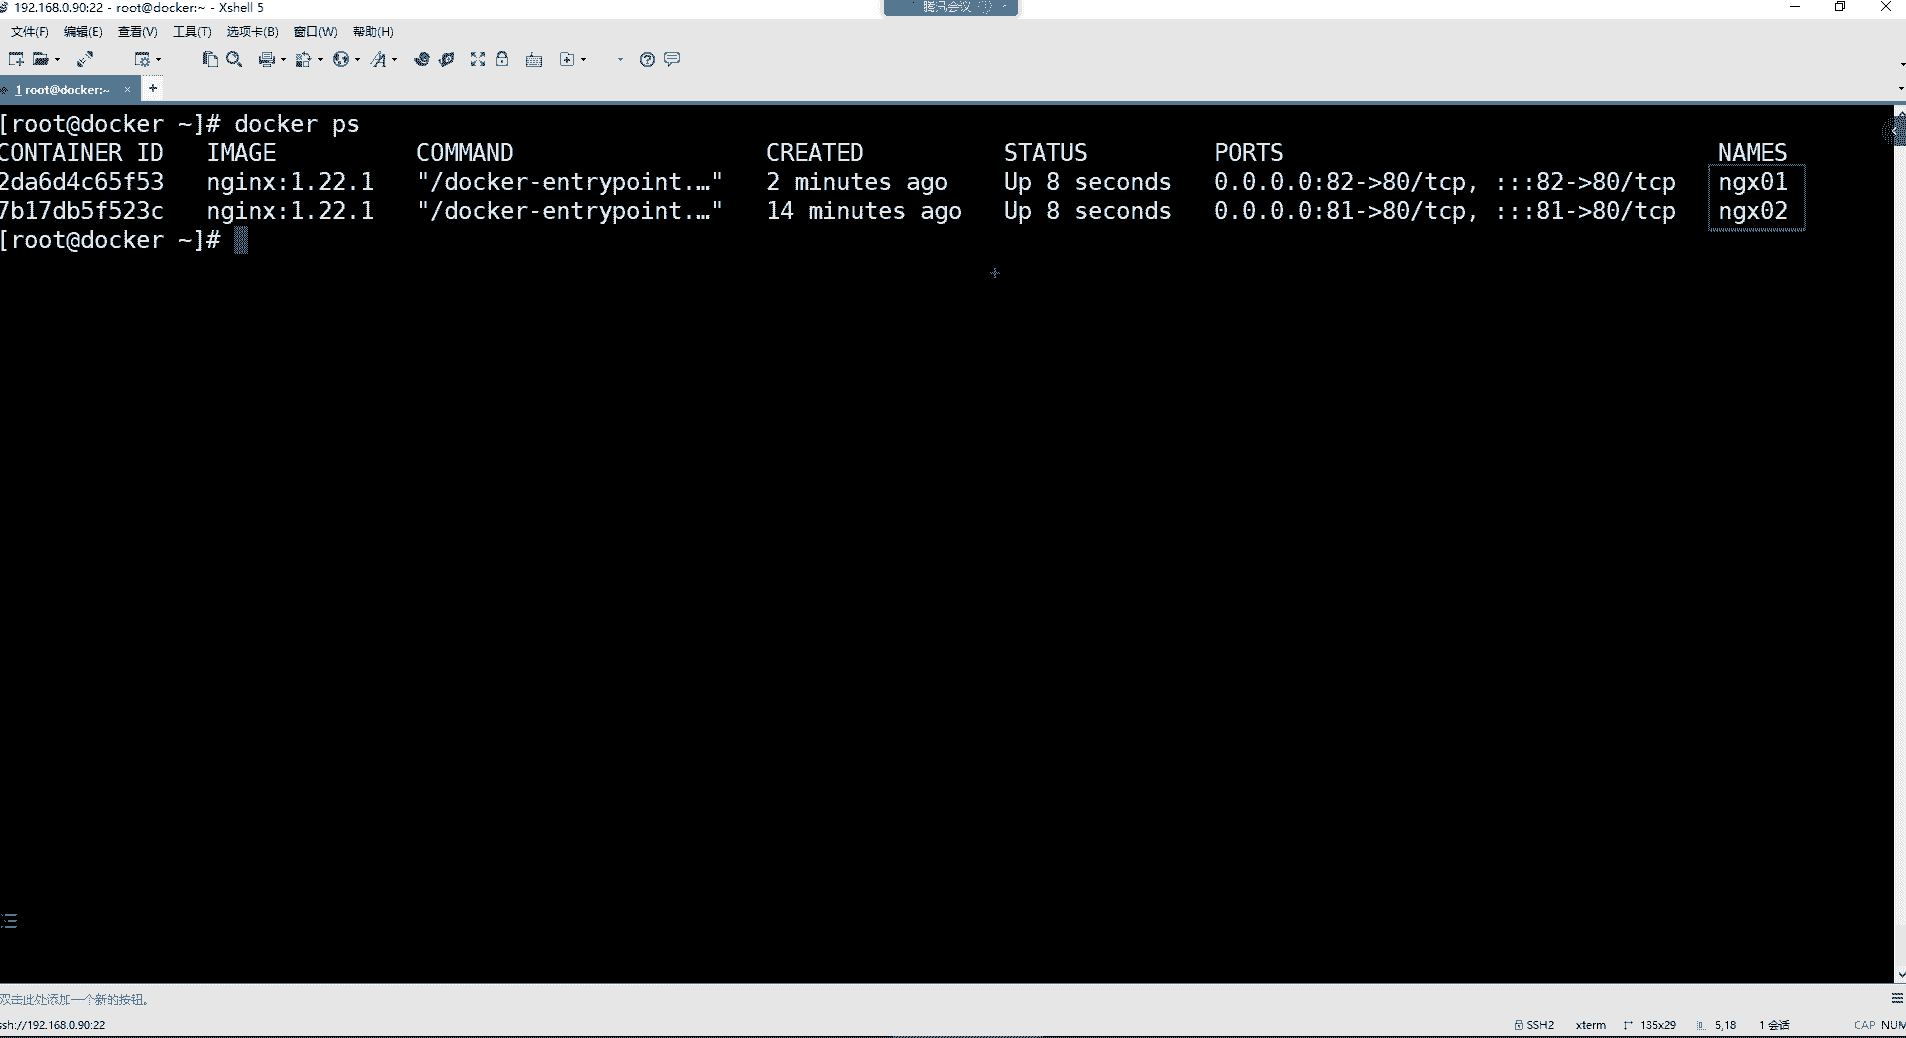 192.168.0.90:22 - root@docker:~ - Xshell 5
腾讯会议
文件(F) 编辑(E) 查看(V) 工具(T) 选项卡(B) 窗口(W) 帮助(H)
1 root@docker:~ × +
[root@docker ~]# docker ps
CONTAINER ID IMAGE COMMAND CREATED STATUS PORTS NAMES
2da6d4c65f53 nginx:1.22.1 "/docker-entrypoint.…" 2 minutes ago Up 8 seconds 0.0.0.0:82->80/tcp, :::82->80/tcp ngx01
7b17db5f523c nginx:1.22.1 "/docker-entrypoint.…" 14 minutes ago Up 8 seconds 0.0.0.0:81->80/tcp, :::81->80/tcp ngx02
[root@docker ~]#
双击此处添加一个新的按钮。
ssh://192.168.0.90:22 SSH2 xterm 135x29 5,18 1 会话 CAP NUM